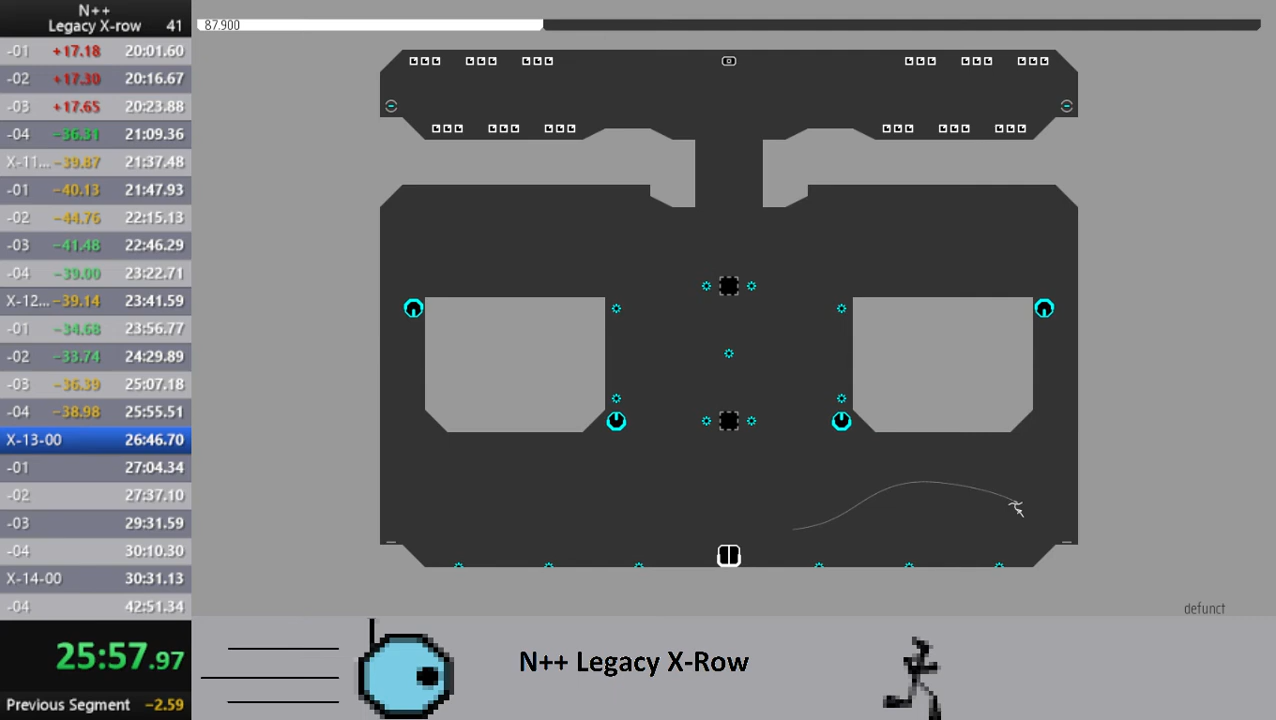 N++
Legacy X-row 41
-01 +17.18 20:01.60
-02 +17.30 20:16.67
-03 +17.65 20:23.88
-04 −36.31 21:09.36
X-11... −39.87 21:37.48
-01 −40.13 21:47.93
-02 −44.76 22:15.13
-03 −41.48 22:46.29
-04 −39.00 23:22.71
X-12... −39.14 23:41.59
-01 −34.68 23:56.77
-02 −33.74 24:29.89
-03 −36.39 25:07.18
-04 −38.98 25:55.51
X-13-00 26:46.70
-01 27:04.34
-02 27:37.10
-03 29:31.59
-04 30:10.30
X-14-00 30:31.13
-04 42:51.34
25:57.97
Previous Segment −2.59
87.900
defunct
N++ Legacy X-Row